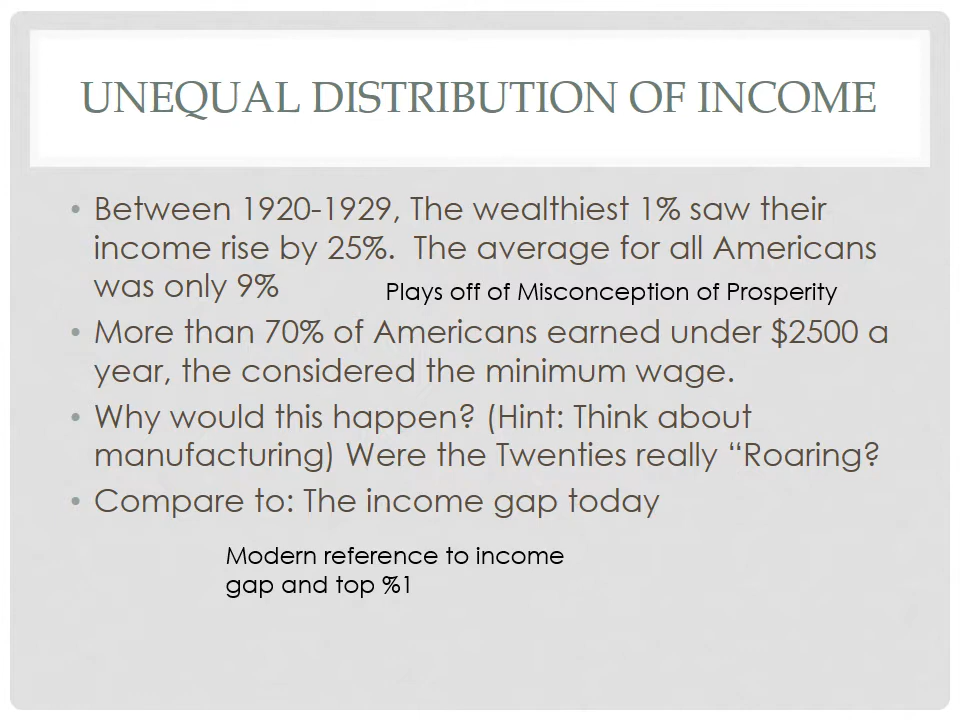 UNEQUAL DISTRIBUTION OF INCOME
• Between 1920-1929, The wealthiest 1% saw their
income rise by 25%.  The average for all Americans
was only 9%
Plays off of Misconception of Prosperity
• More than 70% of Americans earned under $2500 a
year, the considered the minimum wage.
• Why would this happen? (Hint: Think about
manufacturing) Were the Twenties really “Roaring?
• Compare to: The income gap today
Modern reference to income
gap and top %1